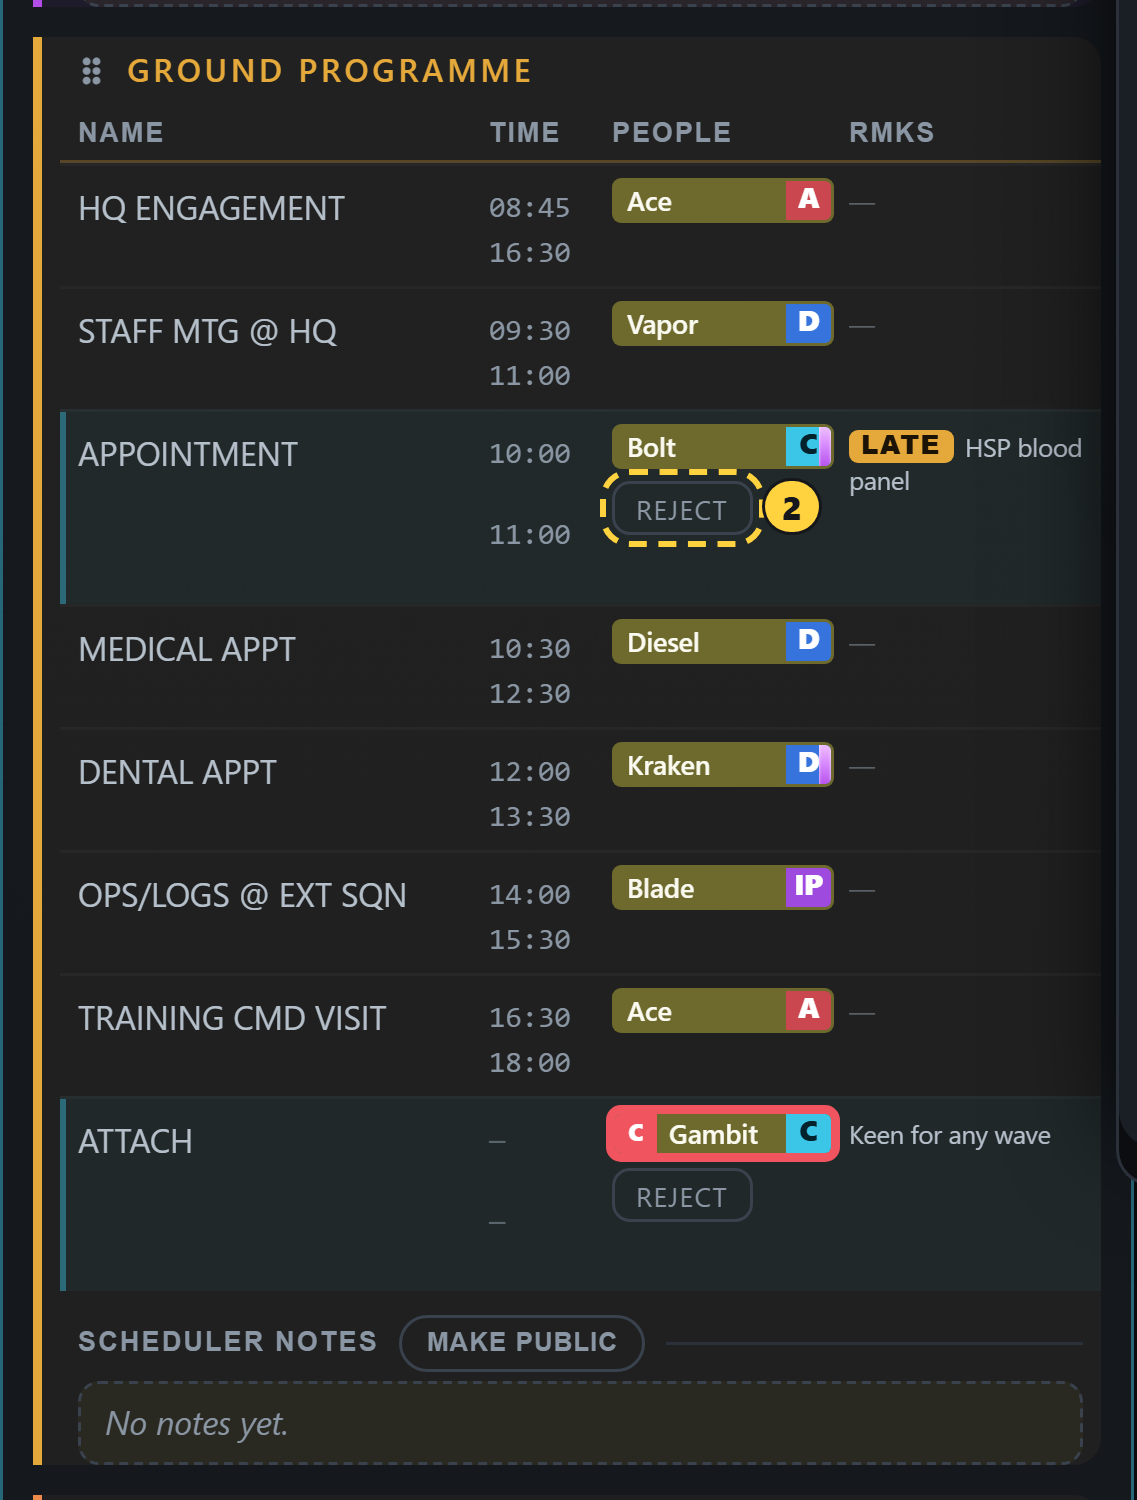 GROUND PROGRAMME
NAME TIME PEOPLE RMKS
HQ ENGAGEMENT 08:45 Ace A —
16:30
STAFF MTG @ HQ 09:30 Vapor D —
11:00
APPOINTMENT 10:00 Bolt C LATE HSP blood
panel
REJECT 2
11:00
MEDICAL APPT 10:30 Diesel D —
12:30
DENTAL APPT 12:00 Kraken D —
13:30
OPS/LOGS @ EXT SQN 14:00 Blade IP —
15:30
TRAINING CMD VISIT 16:30 Ace A —
18:00
ATTACH – C Gambit C Keen for any wave
REJECT
–
SCHEDULER NOTES MAKE PUBLIC
No notes yet.